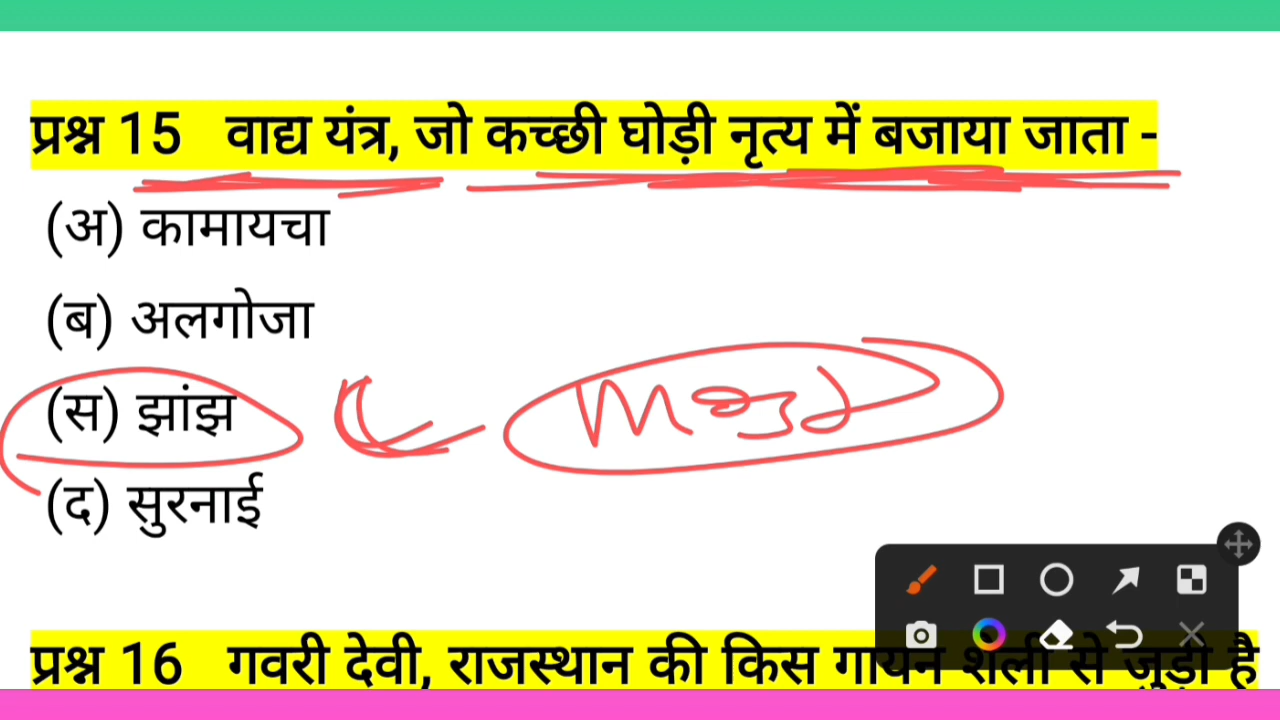 प्रश्न 15 वाद्य यंत्र, जो कच्छी घोड़ी नृत्य में बजाया जाता -
(अ) कामायचा
(ब) अलगोजा
(स) झांझ
(द) सुरनाई
प्रश्न 16 गवरी देवी, राजस्थान की किस गायन शैली से जुड़ी है